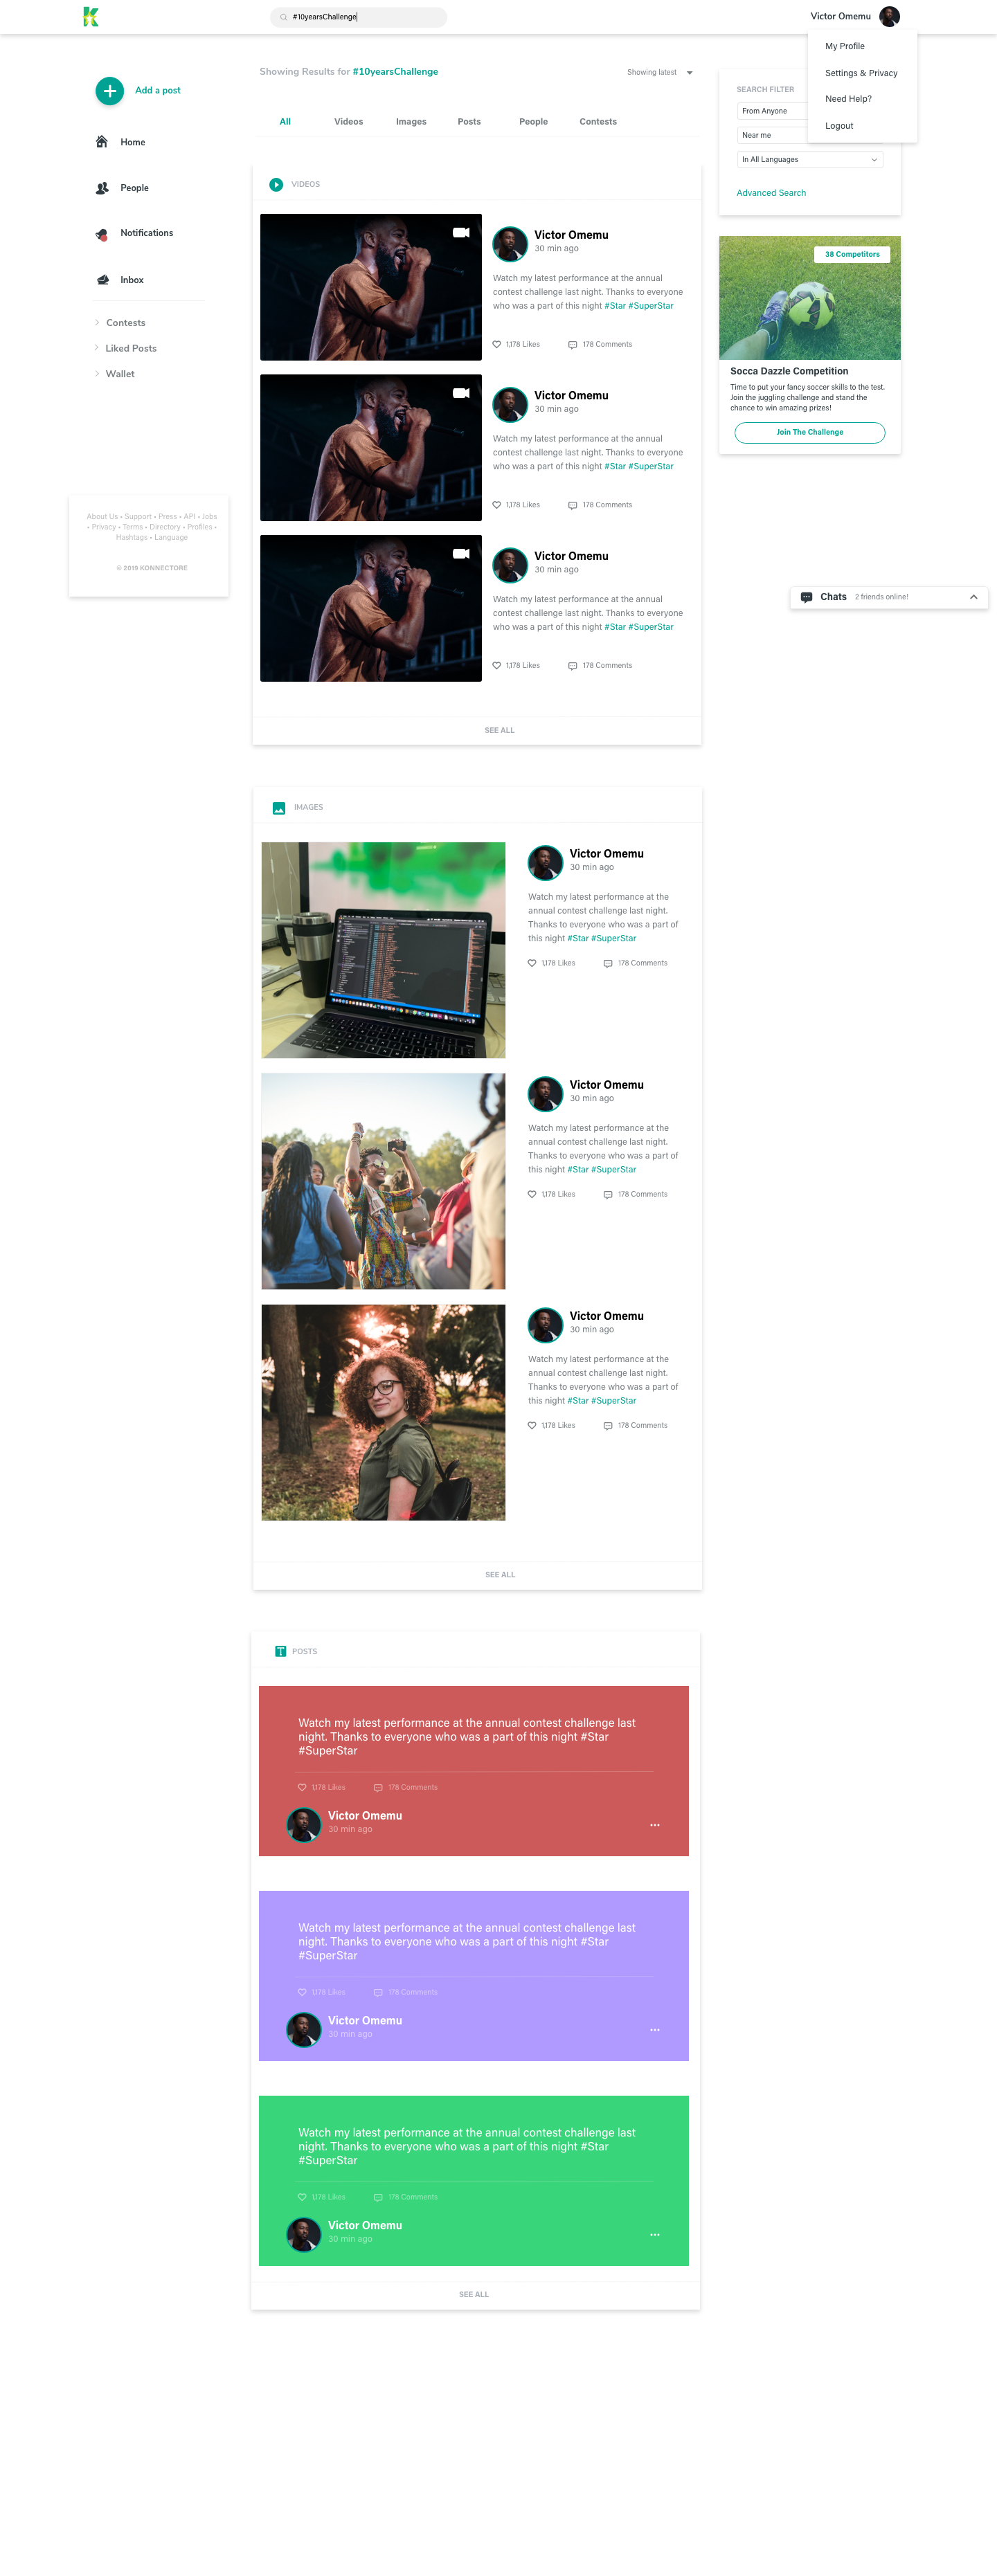 #10yearsChallenge
Victor Omemu
My Profile
Settings & Privacy
Need Help?
Logout
Add a post
Home
People
Notifications
Inbox
Contests
Liked Posts
Wallet
About Us • Support • Press • API • Jobs
• Privacy • Terms • Directory • Profiles •
Hashtags • Language
© 2019 KONNECTORE
Showing Results for #10yearsChallenge
Showing latest
All
Videos
Images
Posts
People
Contests
VIDEOS
Victor Omemu
30 min ago
Watch my latest performance at the annual
contest challenge last night. Thanks to everyone
who was a part of this night #Star #SuperStar
1,178 Likes
178 Comments
Victor Omemu
30 min ago
Watch my latest performance at the annual
contest challenge last night. Thanks to everyone
who was a part of this night #Star #SuperStar
1,178 Likes
178 Comments
Victor Omemu
30 min ago
Watch my latest performance at the annual
contest challenge last night. Thanks to everyone
who was a part of this night #Star #SuperStar
1,178 Likes
178 Comments
SEE ALL
IMAGES
Victor Omemu
30 min ago
Watch my latest performance at the
annual contest challenge last night.
Thanks to everyone who was a part of
this night #Star #SuperStar
1,178 Likes
178 Comments
Victor Omemu
30 min ago
Watch my latest performance at the
annual contest challenge last night.
Thanks to everyone who was a part of
this night #Star #SuperStar
1,178 Likes
178 Comments
Victor Omemu
30 min ago
Watch my latest performance at the
annual contest challenge last night.
Thanks to everyone who was a part of
this night #Star #SuperStar
1,178 Likes
178 Comments
SEE ALL
POSTS
Watch my latest performance at the annual contest challenge last
night. Thanks to everyone who was a part of this night #Star
#SuperStar
1,178 Likes
178 Comments
Victor Omemu
30 min ago
Watch my latest performance at the annual contest challenge last
night. Thanks to everyone who was a part of this night #Star
#SuperStar
1,178 Likes
178 Comments
Victor Omemu
30 min ago
Watch my latest performance at the annual contest challenge last
night. Thanks to everyone who was a part of this night #Star
#SuperStar
1,178 Likes
178 Comments
Victor Omemu
30 min ago
SEE ALL
SEARCH FILTER
From Anyone
Near me
In All Languages
Advanced Search
38 Competitors
Socca Dazzle Competition
Time to put your fancy soccer skills to the test.
Join the juggling challenge and stand the
chance to win amazing prizes!
Join The Challenge
Chats
2 friends online!